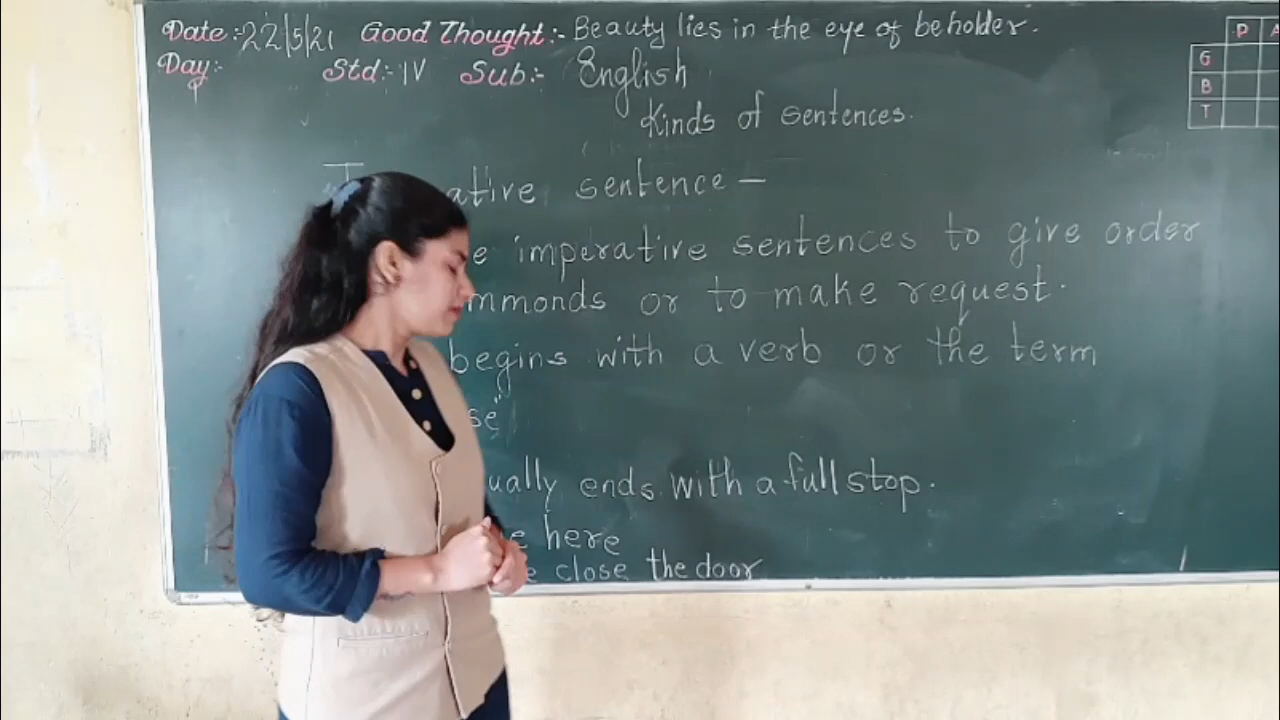 Date:- 22/5/21 Good Thought:- Beauty lies in the eye of beholder.
Day:- Std:- IV Sub:- English
Kinds of sentences.
ative sentence —
e imperative sentences to give order
mmonds or to make request.
begins with a verb or the term
se"
ually ends with a full stop.
e here
e close the door
P A
G
B
T